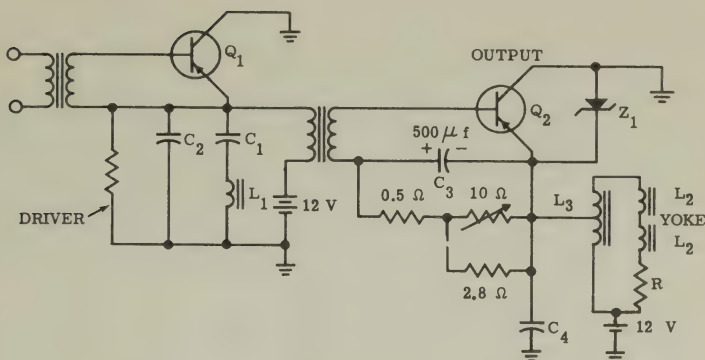 Q1
OUTPUT
Q2
Z1
500 μ f
+ −
C3
C2
C1
L1
12 V
0.5 Ω
10 Ω
2.8 Ω
DRIVER
L3
L2
YOKE
L2
R
C4
12 V